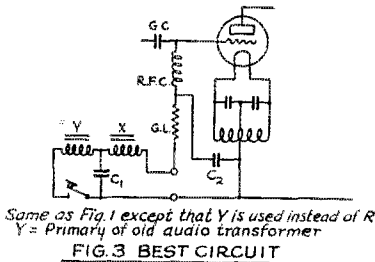 G.C.
R.F.C.
G.L.
Y X
C1
C2
Same as Fig. 1 except that Y is used instead of R
Y = Primary of old audio transformer
FIG. 3 BEST CIRCUIT